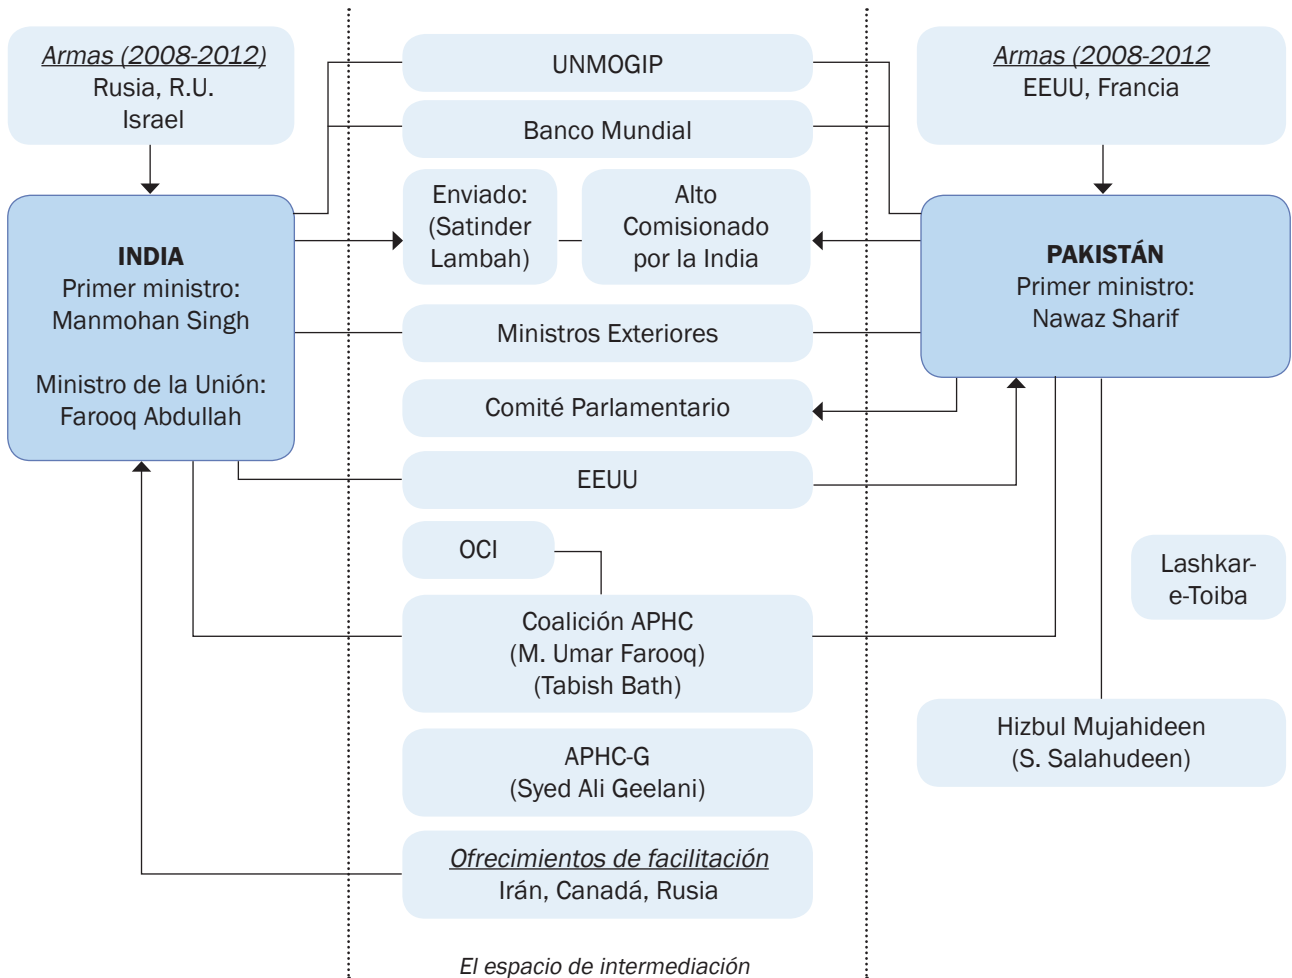 Armas (2008-2012)
Rusia, R.U.
Israel
INDIA
Primer ministro:
Manmohan Singh
Ministro de la Unión:
Farooq Abdullah
UNMOGIP
Banco Mundial
Enviado:
(Satinder
Lambah)
Alto
Comisionado
por la India
Ministros Exteriores
Comité Parlamentario
EEUU
OCI
Coalición APHC
(M. Umar Farooq)
(Tabish Bath)
APHC-G
(Syed Ali Geelani)
Ofrecimientos de facilitación
Irán, Canadá, Rusia
El espacio de intermediación
Armas (2008-2012
EEUU, Francia
PAKISTÁN
Primer ministro:
Nawaz Sharif
Lashkar-
e-Toiba
Hizbul Mujahideen
(S. Salahudeen)